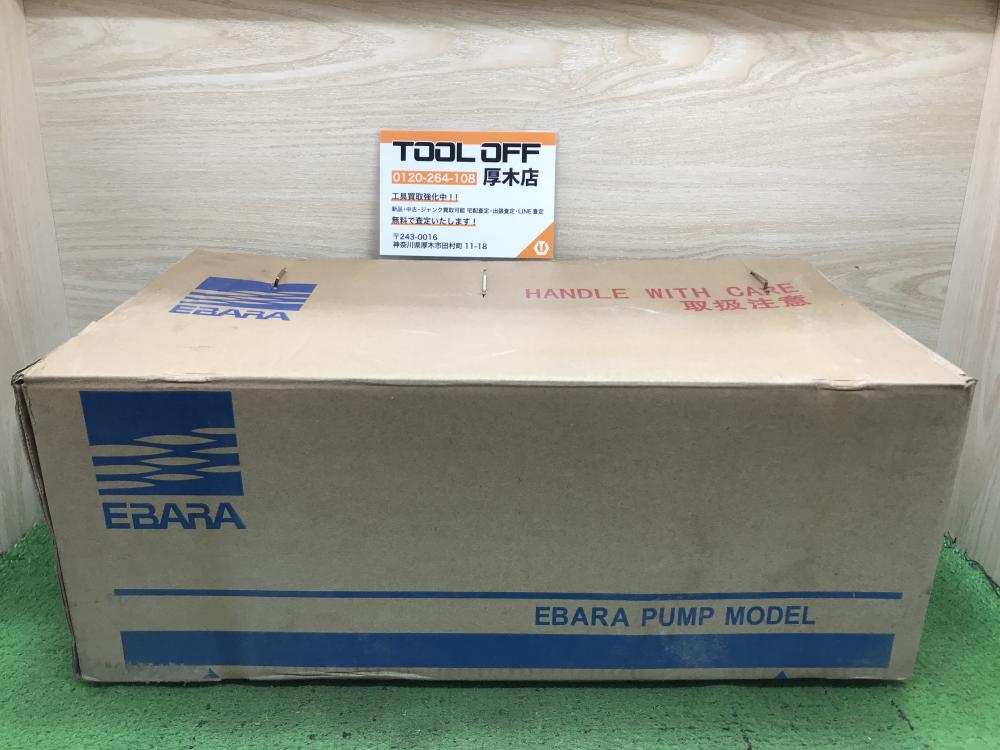 TOOL OFF
0120-264-108 厚木店
工具買取強化中!!
新品・中古・ジャンク買取可能 宅配査定・出張査定・LINE査定
無料で査定いたします!
〒243-0016
神奈川県厚木市田村町 11-18
EBARA
HANDLE WITH CARE
取扱注意
EBARA
EBARA PUMP MODEL